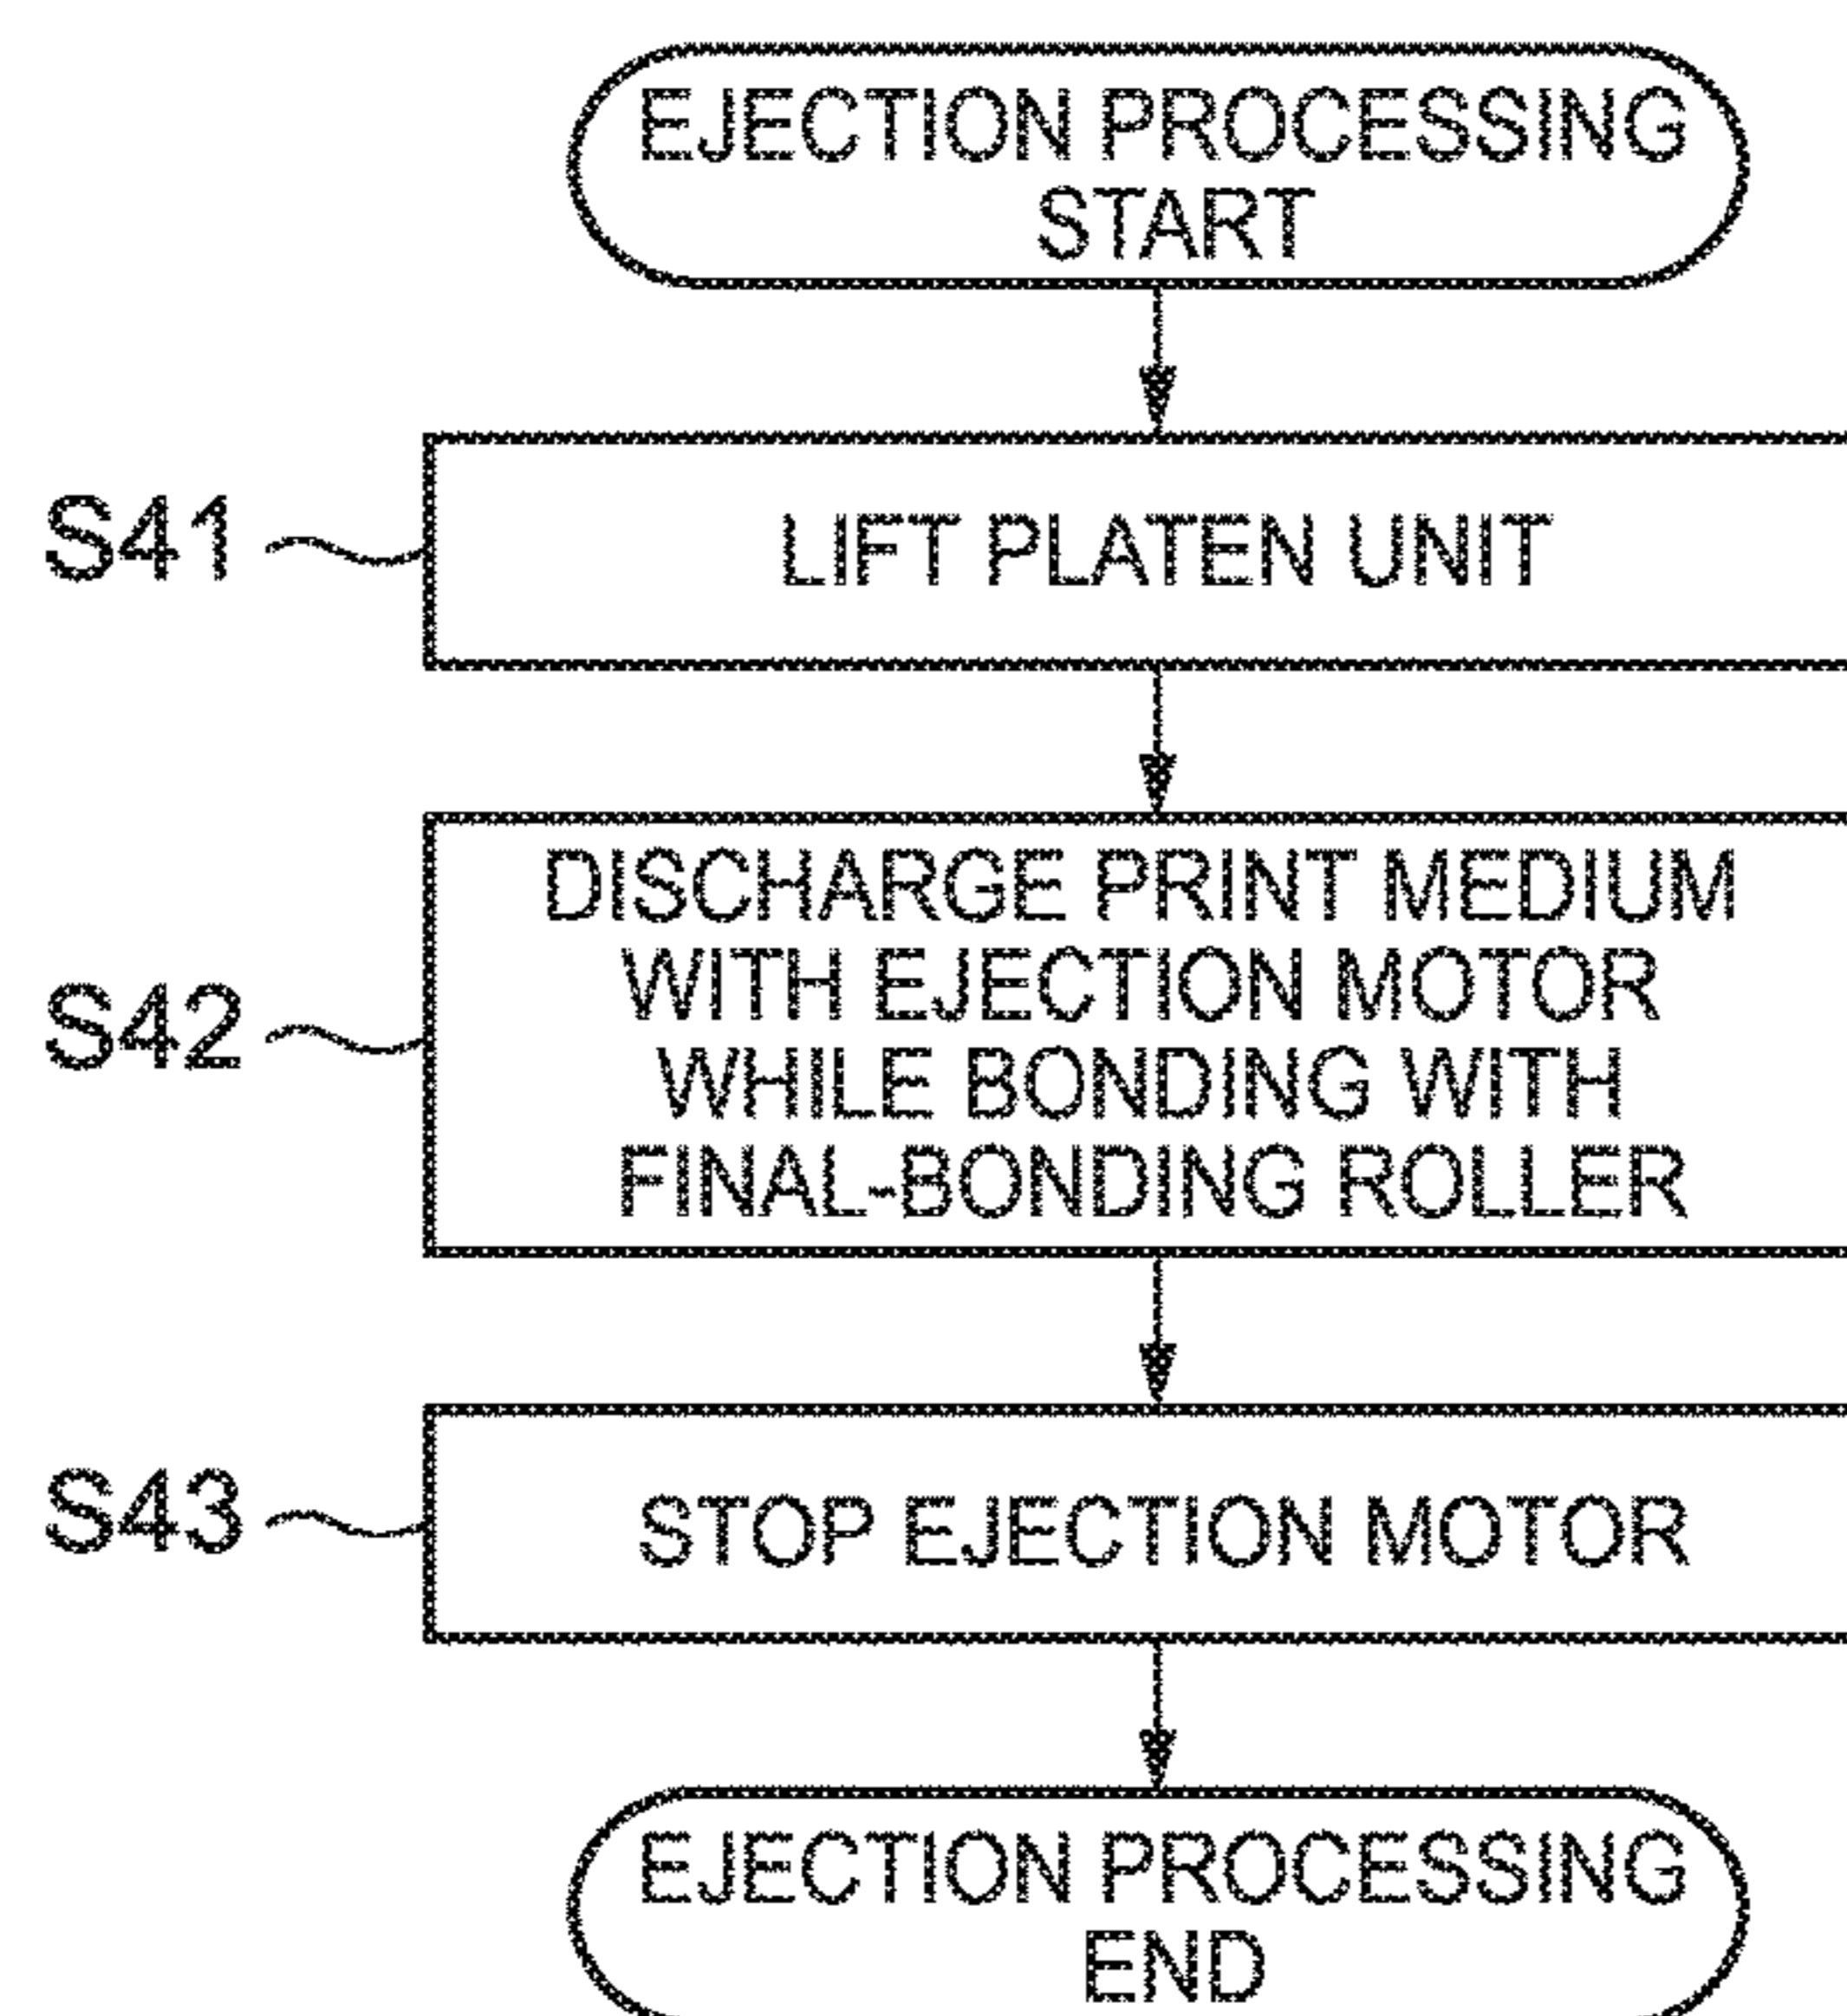 EJECTION PROCESSING
START
S41
LIFT PLATEN UNIT
S42
DISCHARGE PRINT MEDIUM
WITH EJECTION MOTOR
WHILE BONDING WITH
FINAL-BONDING ROLLER
S43
STOP EJECTION MOTOR
EJECTION PROCESSING
END